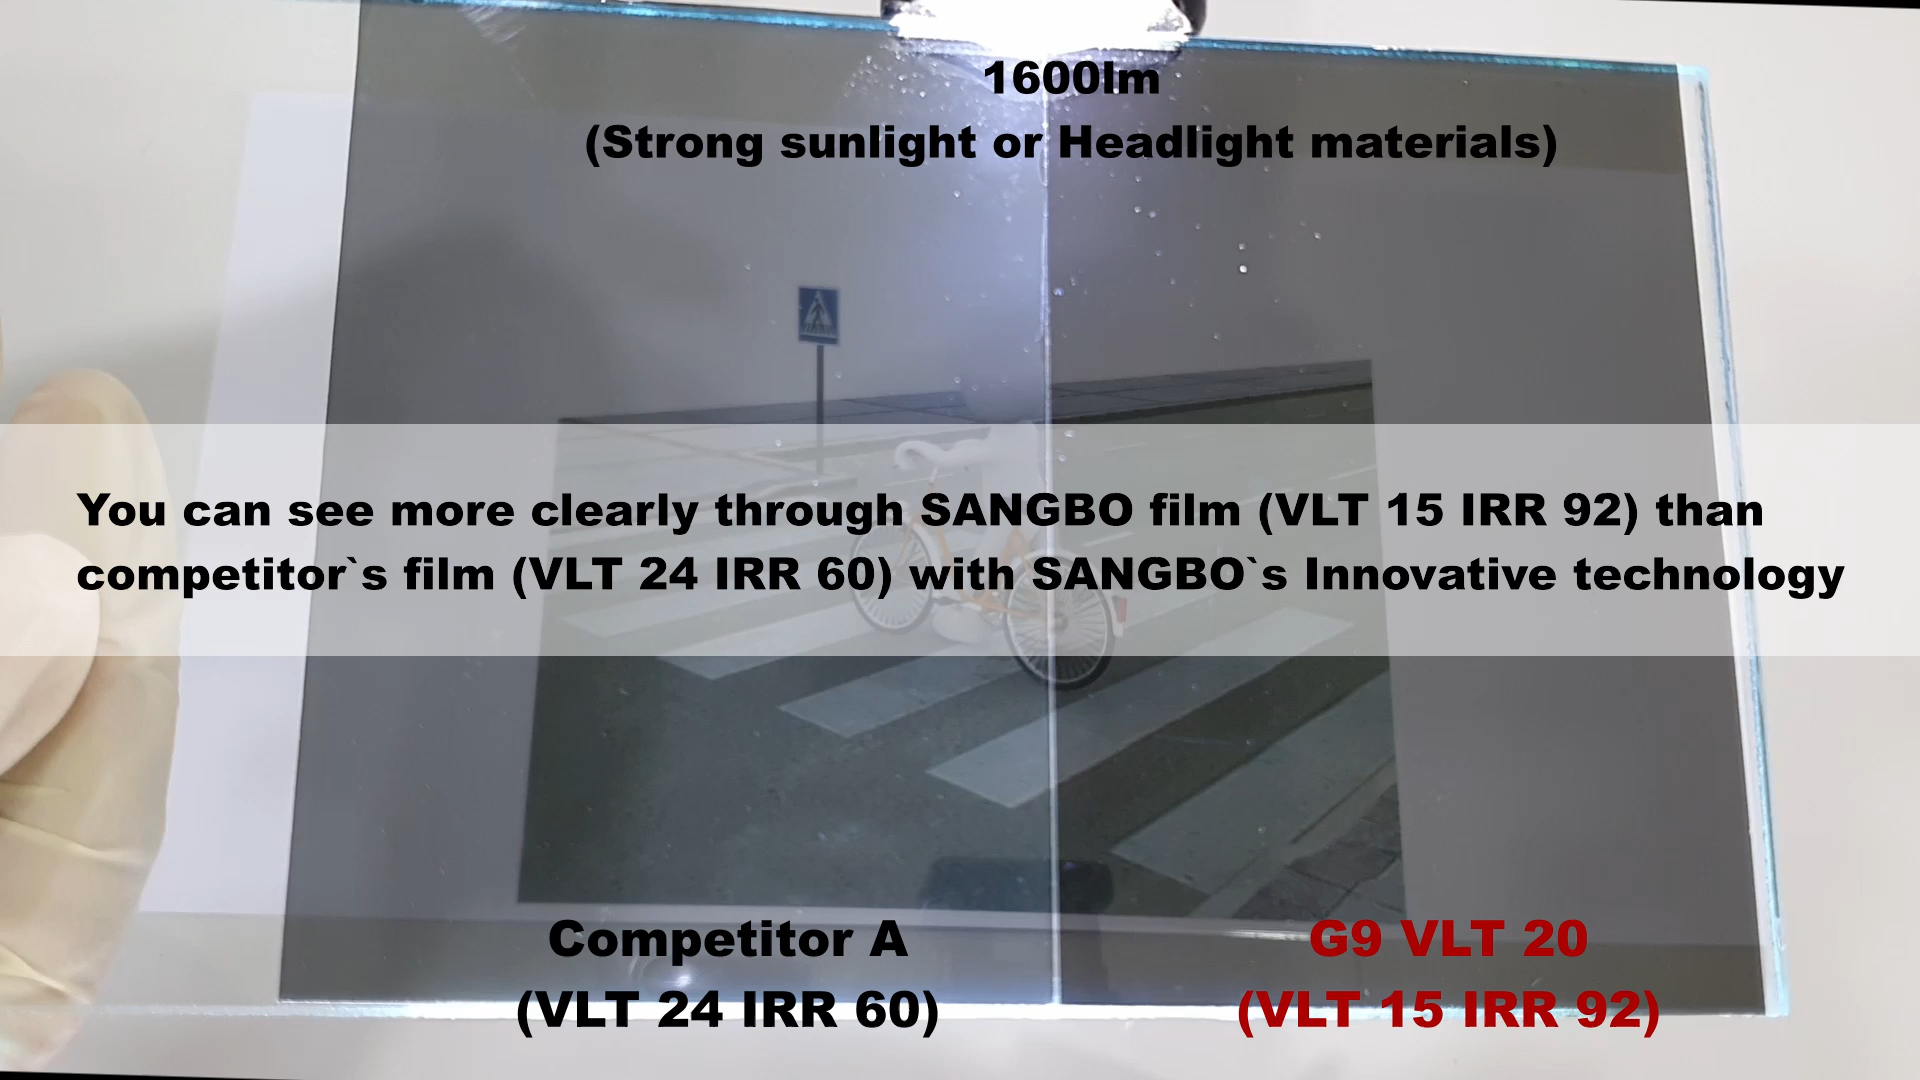 1600lm
(Strong sunlight or Headlight materials)
You can see more clearly through SANGBO film (VLT 15 IRR 92) than
competitor`s film (VLT 24 IRR 60) with SANGBO`s Innovative technology
Competitor A
(VLT 24 IRR 60)
G9 VLT 20
(VLT 15 IRR 92)